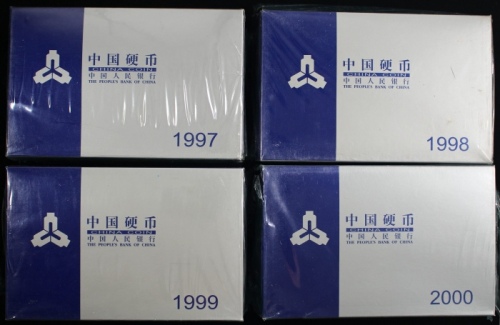 中国硬币
CHINA COIN
中国人民银行
THE PEOPLE'S BANK OF CHINA
1997
中国硬币
CHINA COIN
中国人民银行
THE PEOPLE'S BANK OF CHINA
1998
中国硬币
CHINA COIN
中国人民银行
THE PEOPLE'S BANK OF CHINA
1999
中国硬币
CHINA COIN
中国人民银行
THE PEOPLE'S BANK OF CHINA
2000